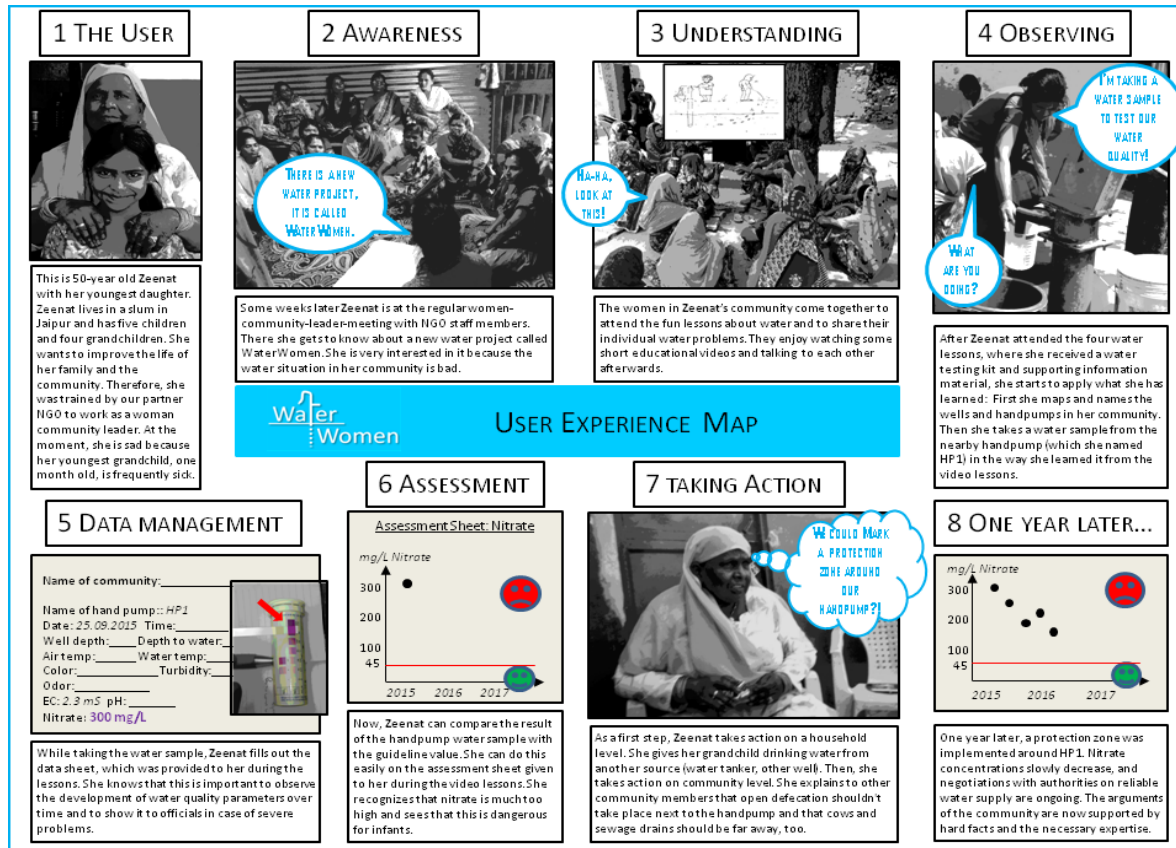 1 THE USER
This is 50-year old Zeenat
with her youngest daughter.
Zeenat lives in a slum in
Jaipur and has five children
and four grandchildren. She
wants to improve the life of
her family and the
community. Therefore, she
was trained by our partner
NGO to work as a woman
community leader. At the
moment, she is sad because
her youngest grandchild, one
month old, is frequently sick.
2 AWARENESS
THERE IS A NEW
WATER PROJECT,
IT IS CALLED
WATER WOMEN.
Some weeks later Zeenat is at the regular women-
community-leader-meeting with NGO staff members.
There she gets to know about a new water project called
WaterWomen. She is very interested in it because the
water situation in her community is bad.
3 UNDERSTANDING
HA-HA,
LOOK AT
THIS!
The women in Zeenat's community come together to
attend the fun lessons about water and to share their
individual water problems. They enjoy watching some
short educational videos and talking to each other
afterwards.
4 OBSERVING
I'M TAKING A
WATER SAMPLE
TO TEST OUR
WATER
QUALITY!
WHAT
ARE YOU
DOING?
After Zeenat attended the four water
lessons, where she received a water
testing kit and supporting information
material, she starts to apply what she has
learned: First she maps and names the
wells and handpumps in her community.
Then she takes a water sample from the
nearby handpump (which she named
HP1) in the way she learned it from the
video lessons.
Water
Women
USER EXPERIENCE MAP
5 DATA MANAGEMENT
Name of community:
Name of hand pump:: HP1
Date: 25.09.2015 Time:
Well depth: Depth to water:
Air temp: Water temp:
Color: Turbidity:
Odor:
EC: 2.3 mS pH:
Nitrate: 300 mg/L
While taking the water sample, Zeenat fills out the
data sheet, which was provided to her during the
lessons. She knows that this is important to observe
the development of water quality parameters over
time and to show it to officials in case of severe
problems.
6 ASSESSMENT
Assessment Sheet: Nitrate
mg/L Nitrate
300
200
100
45
2015 2016 2017
Now, Zeenat can compare the result
of the handpump water sample with
the guideline value. She can do this
easily on the assessment sheet given
to her during the video lessons. She
recognizes that nitrate is much too
high and sees that this is dangerous
for infants.
7 TAKING ACTION
WE COULD MARK
A PROTECTION
ZONE AROUND
OUR
HANDPUMP?!
As a first step, Zeenat takes action on a household
level. She gives her grandchild drinking water from
another source (water tanker, other well). Then, she
takes action on community level. She explains to other
community members that open defecation shouldn't
take place next to the handpump and that cows and
sewage drains should be far away, too.
8 ONE YEAR LATER...
mg/L Nitrate
300
200
100
45
2015 2016 2017
One year later, a protection zone was
implemented around HP1. Nitrate
concentrations slowly decrease, and
negotiations with authorities on reliable
water supply are ongoing. The arguments
of the community are now supported by
hard facts and the necessary expertise.